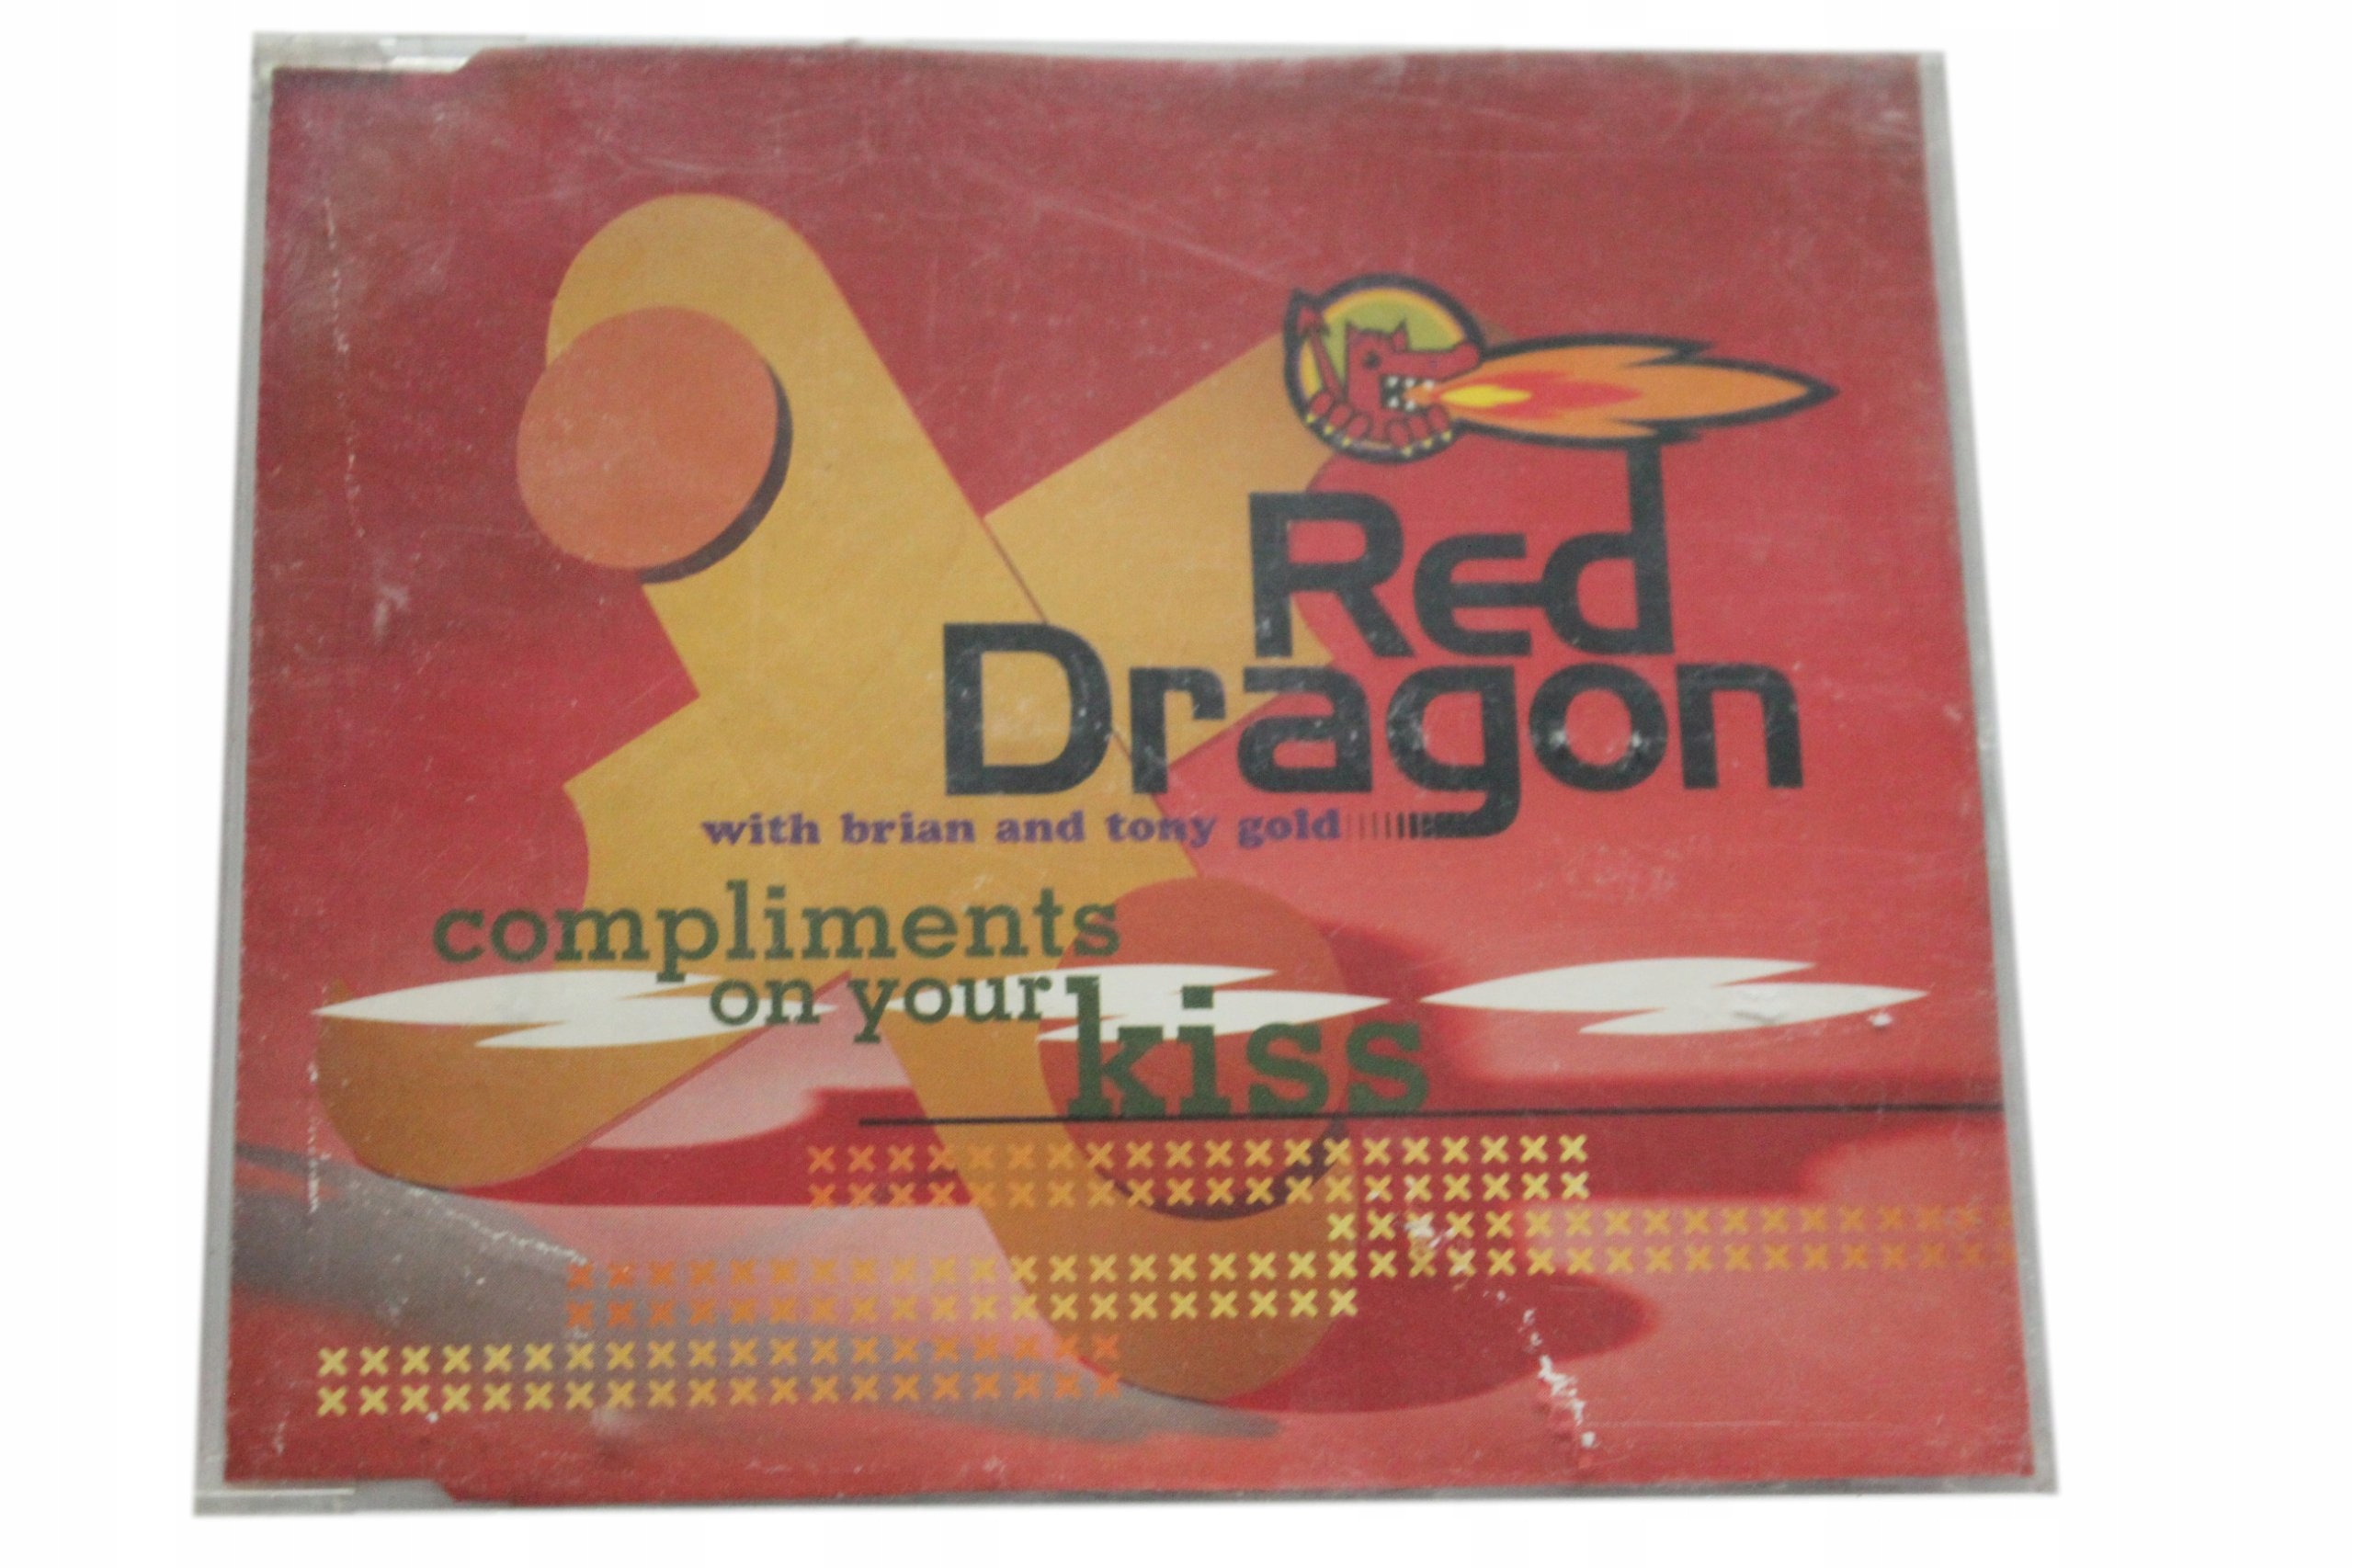 Red
Dragon
with brian and tony gold
compliments
on your
kiss